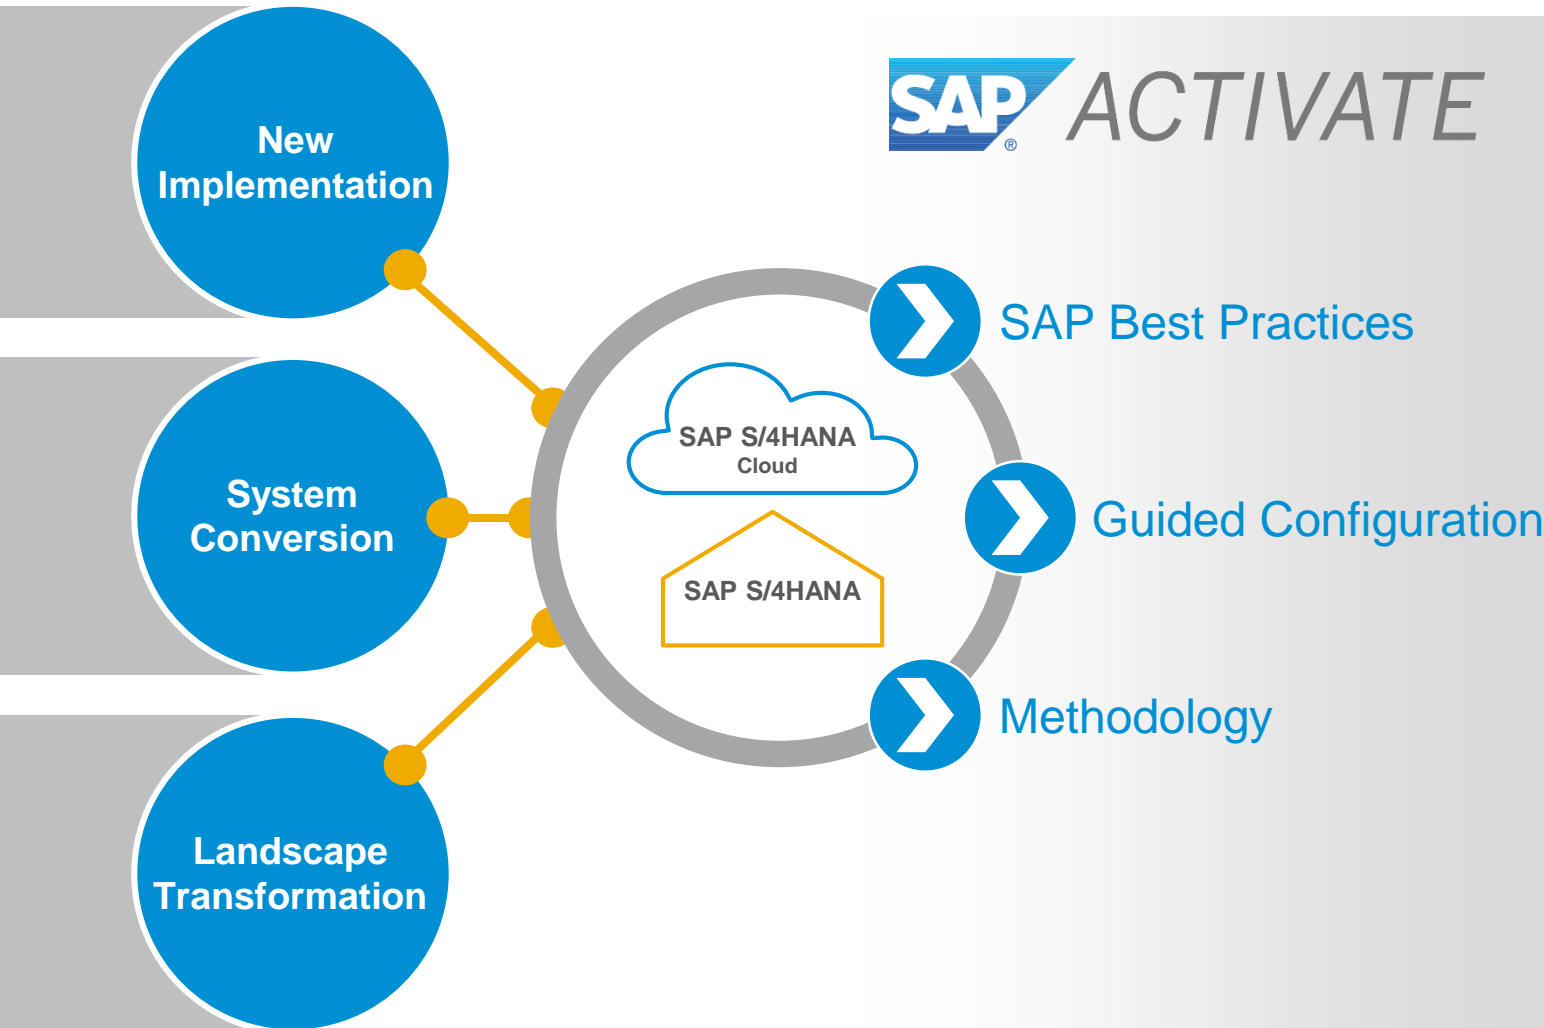 SAP ® ACTIVATE
New
Implementation
SAP Best Practices
SAP S/4HANA
Cloud
System
Conversion
Guided Configuration
SAP S/4HANA
Methodology
Landscape
Transformation